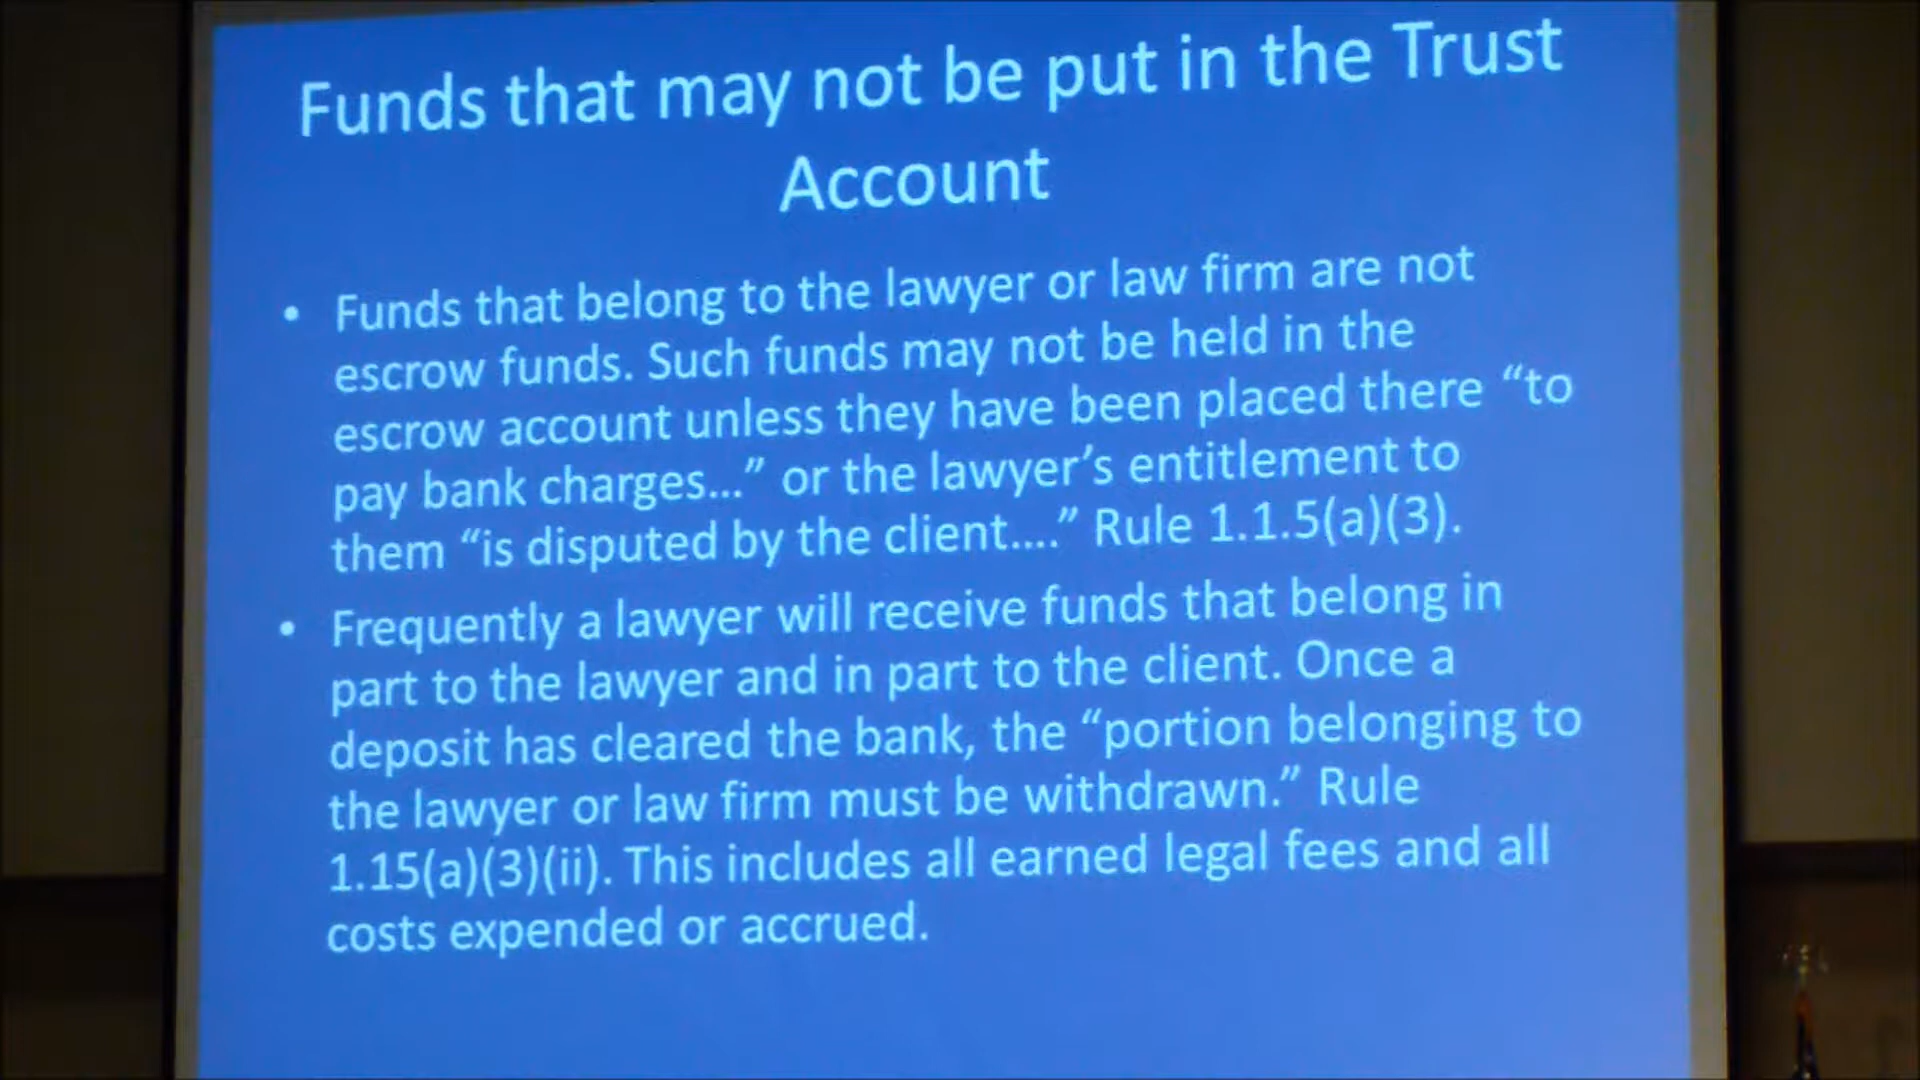 Funds that may not be put in the Trust
Account
• Funds that belong to the lawyer or law firm are not
escrow funds. Such funds may not be held in the
escrow account unless they have been placed there “to
pay bank charges...” or the lawyer’s entitlement to
them “is disputed by the client....” Rule 1.1.5(a)(3).
• Frequently a lawyer will receive funds that belong in
part to the lawyer and in part to the client. Once a
deposit has cleared the bank, the “portion belonging to
the lawyer or law firm must be withdrawn.” Rule
1.15(a)(3)(ii). This includes all earned legal fees and all
costs expended or accrued.